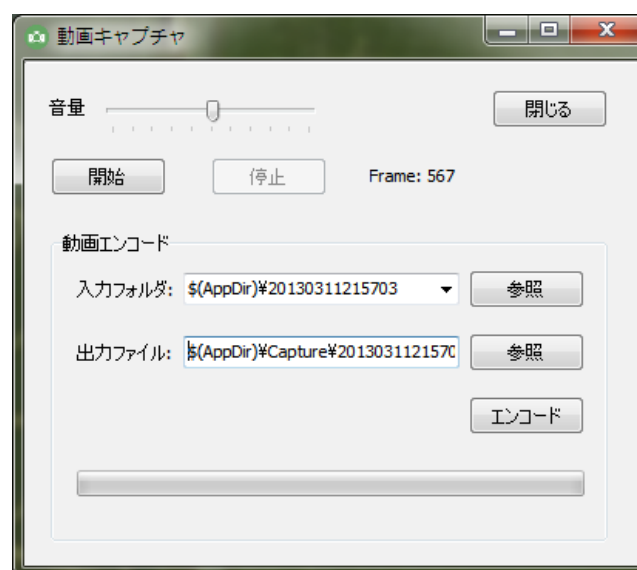 動画キャプチャ
音量
閉じる
開始
停止
Frame: 567
動画エンコード
入力フォルダ:
$(AppDir)¥20130311215703
参照
出力ファイル:
$(AppDir)¥Capture¥2013031121570
参照
エンコード